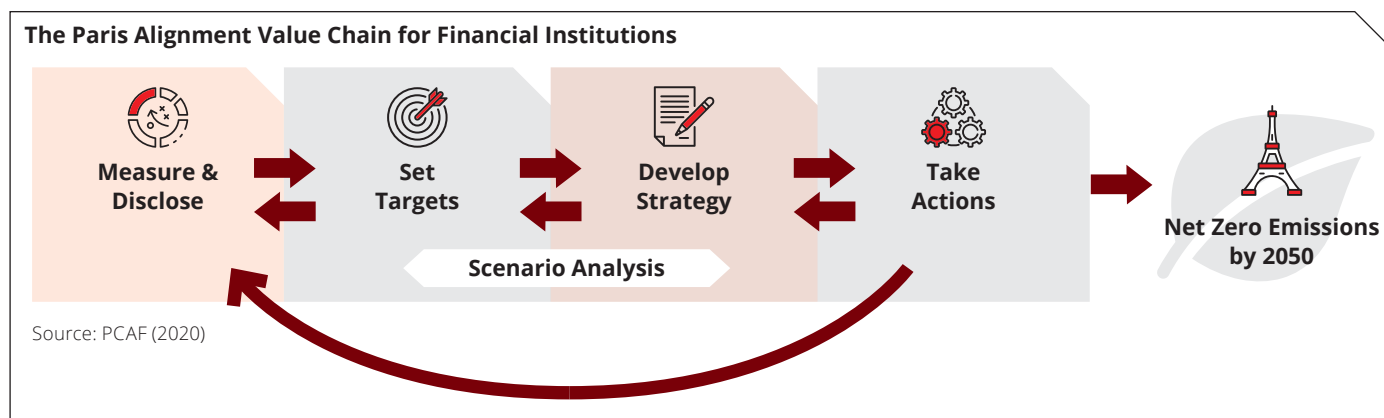 The Paris Alignment Value Chain for Financial Institutions
Measure &
Disclose
Set
Targets
Develop
Strategy
Take
Actions
Net Zero Emissions
by 2050
Scenario Analysis
Source: PCAF (2020)